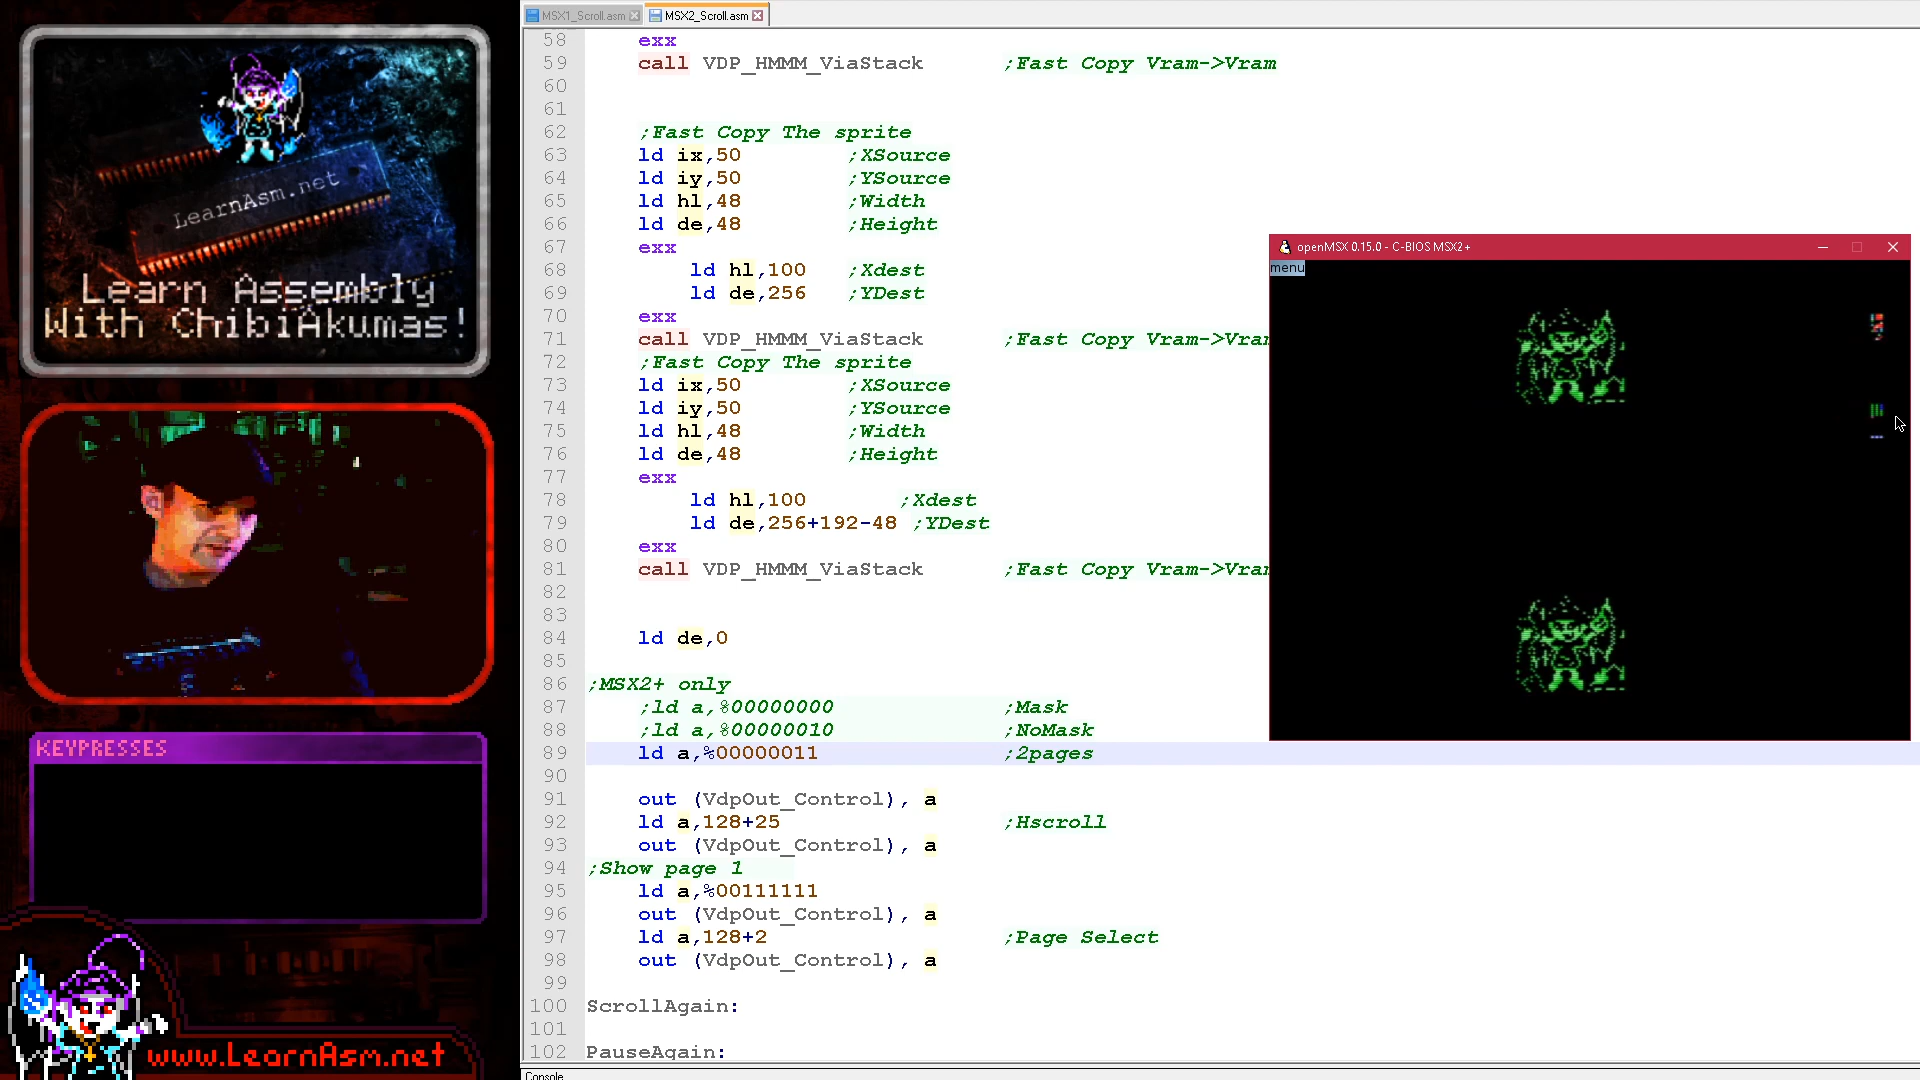 LearnAsm.net
Learn Assembly
With ChibiAkumas!
KEYPRESSES
www.LearnAsm.net
MSX1_Scroll.asm
MSX2_Scroll.asm
58 exx
59 call VDP_HMMM_ViaStack ;Fast Copy Vram->Vram
60
61
62 ;Fast Copy The sprite
63 ld ix,50 ;XSource
64 ld iy,50 ;YSource
65 ld hl,48 ;Width
66 ld de,48 ;Height
67 exx
68 ld hl,100 ;Xdest
69 ld de,256 ;YDest
70 exx
71 call VDP_HMMM_ViaStack ;Fast Copy Vram->Vram
72 ;Fast Copy The sprite
73 ld ix,50 ;XSource
74 ld iy,50 ;YSource
75 ld hl,48 ;Width
76 ld de,48 ;Height
77 exx
78 ld hl,100 ;Xdest
79 ld de,256+192-48 ;YDest
80 exx
81 call VDP_HMMM_ViaStack ;Fast Copy Vram->Vram
82
83
84 ld de,0
85
86 ;MSX2+ only
87 ;ld a,%00000000 ;Mask
88 ;ld a,%00000010 ;NoMask
89 ld a,%00000011 ;2pages
90
91 out (VdpOut_Control), a
92 ld a,128+25 ;Hscroll
93 out (VdpOut_Control), a
94 ;Show page 1
95 ld a,%00111111
96 out (VdpOut_Control), a
97 ld a,128+2 ;Page Select
98 out (VdpOut_Control), a
99
100 ScrollAgain:
101
102 PauseAgain:
Console
openMSX 0.15.0 - C-BIOS MSX2+
menu